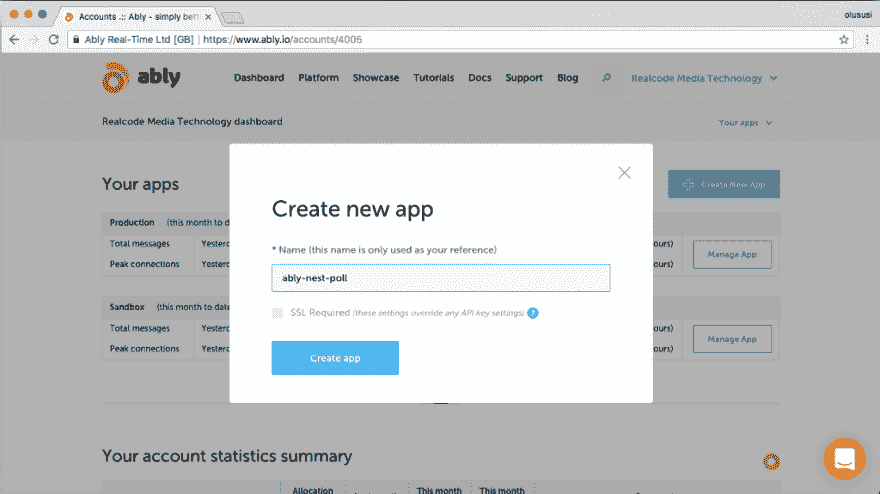 Accounts .:: Ably - simply bett
olususi
Ably Real-Time Ltd [GB] | https://www.ably.io/accounts/4005
ably
Dashboard Platform Showcase Tutorials Docs Support Blog Realcode Media Technology
Realcode Media Technology dashboard Your apps
Your apps
Create New App
Production (this month to da
Total messages Yesterd ours)
Peak connections Yesterd
Manage App
Sandbox (this month to date
Total messages Yesterd ours)
Peak connections Yesterd ours)
Manage App
Create new app
* Name (this name is only used as your reference)
ably-nest-poll
SSL Required (these settings override any API key settings) ?
Create app
Your account statistics summary
Allocation This month This month